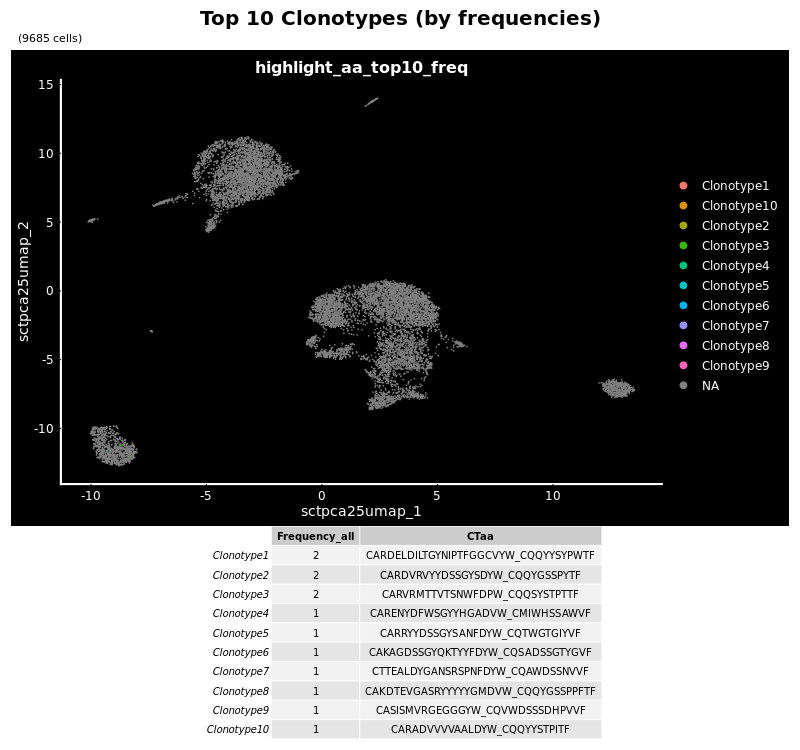 Top 10 Clonotypes (by frequencies)
(9685 cells)
highlight_aa_top10_freq
15
10
5
0
-5
-10
sctpca25umap_2
-10 -5 0 5 10
sctpca25umap_1
Clonotype1
Clonotype10
Clonotype2
Clonotype3
Clonotype4
Clonotype5
Clonotype6
Clonotype7
Clonotype8
Clonotype9
NA
Frequency_all CTaa
Clonotype1 2 CARDELDILTGYNIPTFGGCVYW_CQQYYSYPWTF
Clonotype2 2 CARDVRVYYDSSGYSDYW_CQQYGSSPYTF
Clonotype3 2 CARVRMTTVTSNWFDPW_CQQSYSTPTTF
Clonotype4 1 CARENYDFWSGYYHGADVW_CMIWHSSAWVF
Clonotype5 1 CARRYYDSSGYSANFDYW_CQTWGTGIYVF
Clonotype6 1 CAKAGDSSGYQKTYYFDYW_CQSADSSGTYGVF
Clonotype7 1 CTTEALDYGANSRSPNFDYW_CQAWDSSNVVF
Clonotype8 1 CAKDTEVGASRYYYYYGMDVW_CQQYGSSPPFTF
Clonotype9 1 CASISMVRGEGGGYW_CQVWDSSSDHPVVF
Clonotype10 1 CARADVVVVAALDYW_CQQYYSTPITF